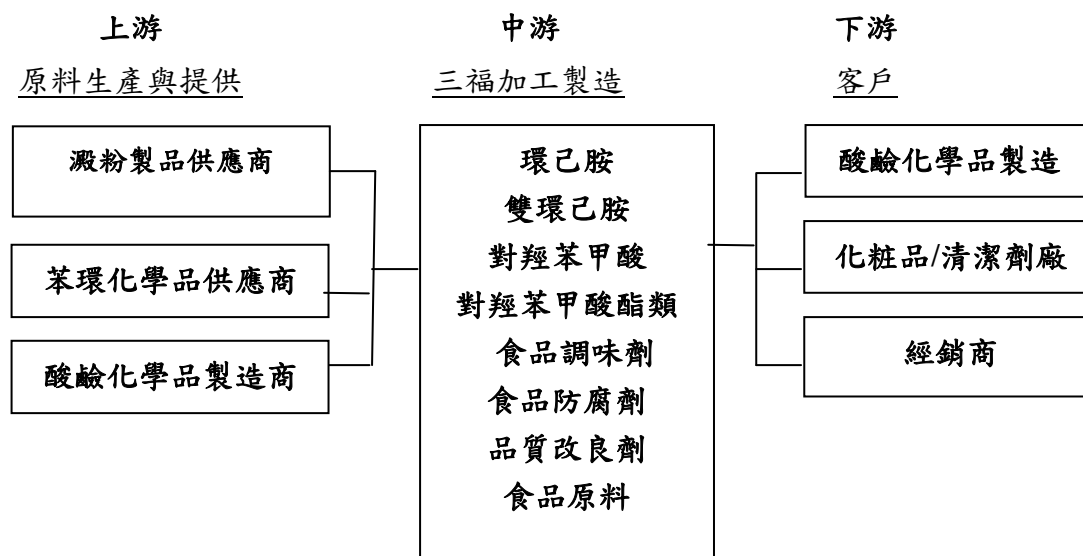 上游
原料生產與提供
澱粉製品供應商
苯環化學品供應商
酸鹼化學品製造商
中游
三福加工製造
環己胺
雙環己胺
對羥苯甲酸
對羥苯甲酸酯類
食品調味劑
食品防腐劑
品質改良劑
食品原料
下游
客戶
酸鹼化學品製造
化粧品/清潔劑廠
經銷商